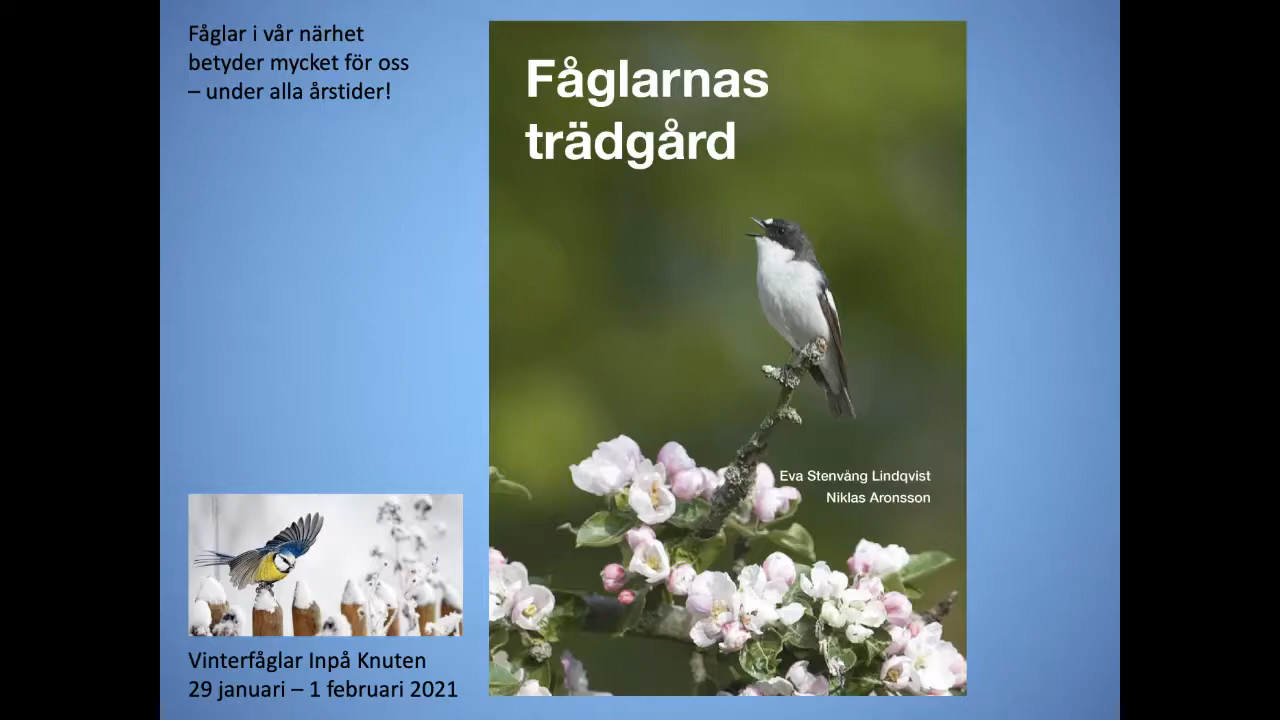 Fåglar i vår närhet
betyder mycket för oss
– under alla årstider!
Fåglarnas
trädgård
Eva Stenvång Lindqvist
Niklas Aronsson
Vinterfåglar Inpå Knuten
29 januari – 1 februari 2021